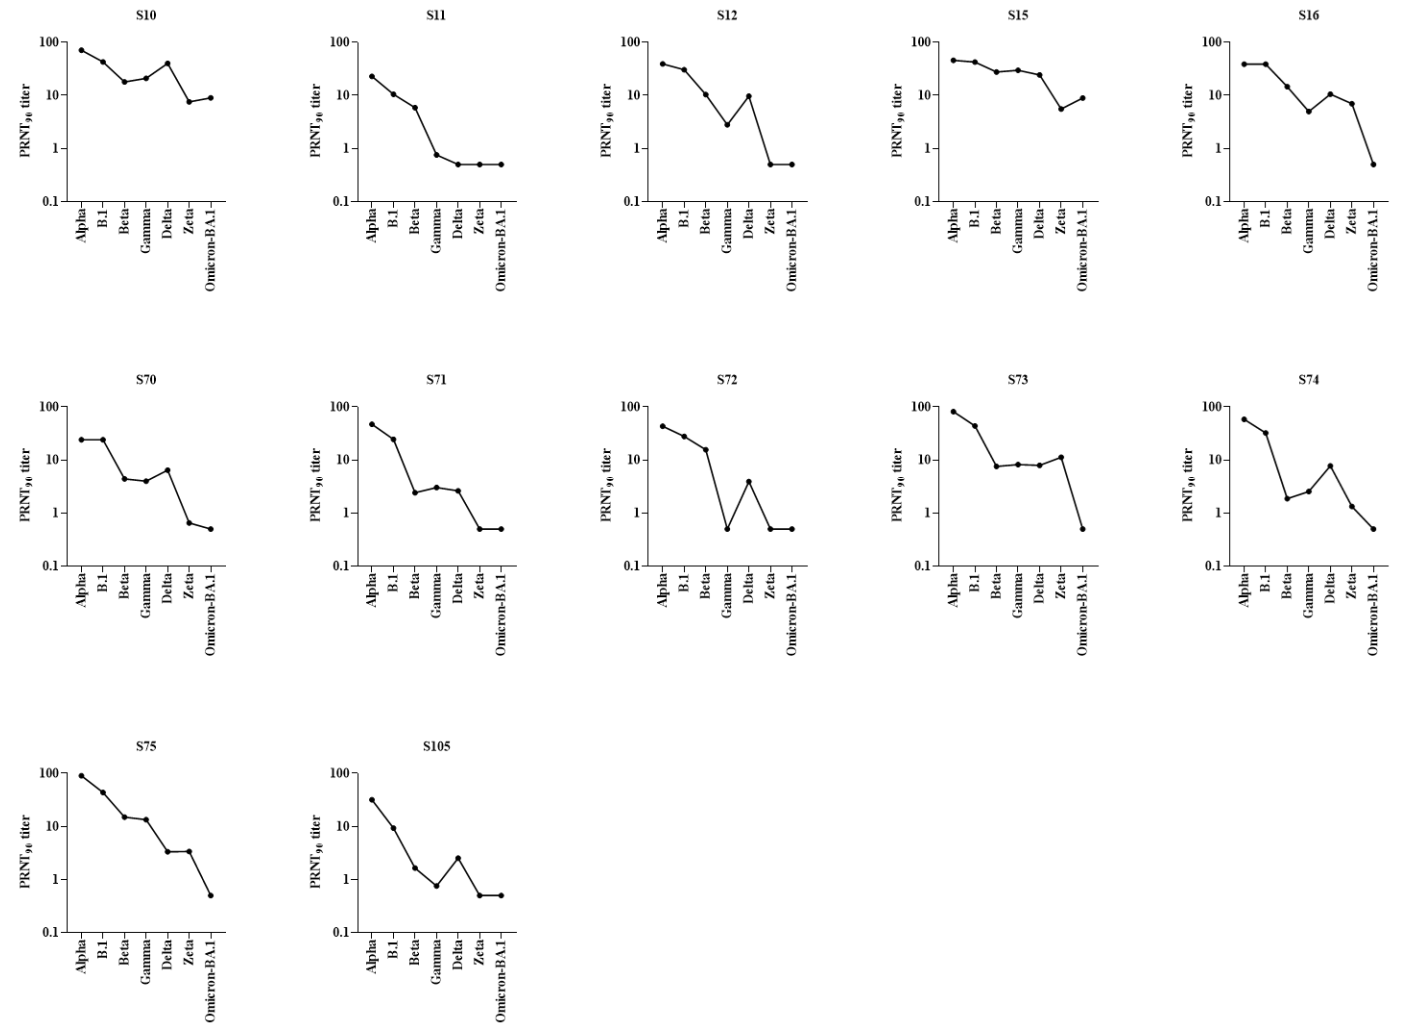 S10
100
10
1
0.1
PRNT90 titer
Alpha
B.1
Beta
Gamma
Delta
Zeta
Omicron-BA.1
S11
100
10
1
0.1
PRNT90 titer
Alpha
B.1
Beta
Gamma
Delta
Zeta
Omicron-BA.1
S12
100
10
1
0.1
PRNT90 titer
Alpha
B.1
Beta
Gamma
Delta
Zeta
Omicron-BA.1
S15
100
10
1
0.1
PRNT90 titer
Alpha
B.1
Beta
Gamma
Delta
Zeta
Omicron-BA.1
S16
100
10
1
0.1
PRNT90 titer
Alpha
B.1
Beta
Gamma
Delta
Zeta
Omicron-BA.1
S70
100
10
1
0.1
PRNT90 titer
Alpha
B.1
Beta
Gamma
Delta
Zeta
Omicron-BA.1
S71
100
10
1
0.1
PRNT90 titer
Alpha
B.1
Beta
Gamma
Delta
Zeta
Omicron-BA.1
S72
100
10
1
0.1
PRNT90 titer
Alpha
B.1
Beta
Gamma
Delta
Zeta
Omicron-BA.1
S73
100
10
1
0.1
PRNT90 titer
Alpha
B.1
Beta
Gamma
Delta
Zeta
Omicron-BA.1
S74
100
10
1
0.1
PRNT90 titer
Alpha
B.1
Beta
Gamma
Delta
Zeta
Omicron-BA.1
S75
100
10
1
0.1
PRNT90 titer
Alpha
B.1
Beta
Gamma
Delta
Zeta
Omicron-BA.1
S105
100
10
1
0.1
PRNT90 titer
Alpha
B.1
Beta
Gamma
Delta
Zeta
Omicron-BA.1